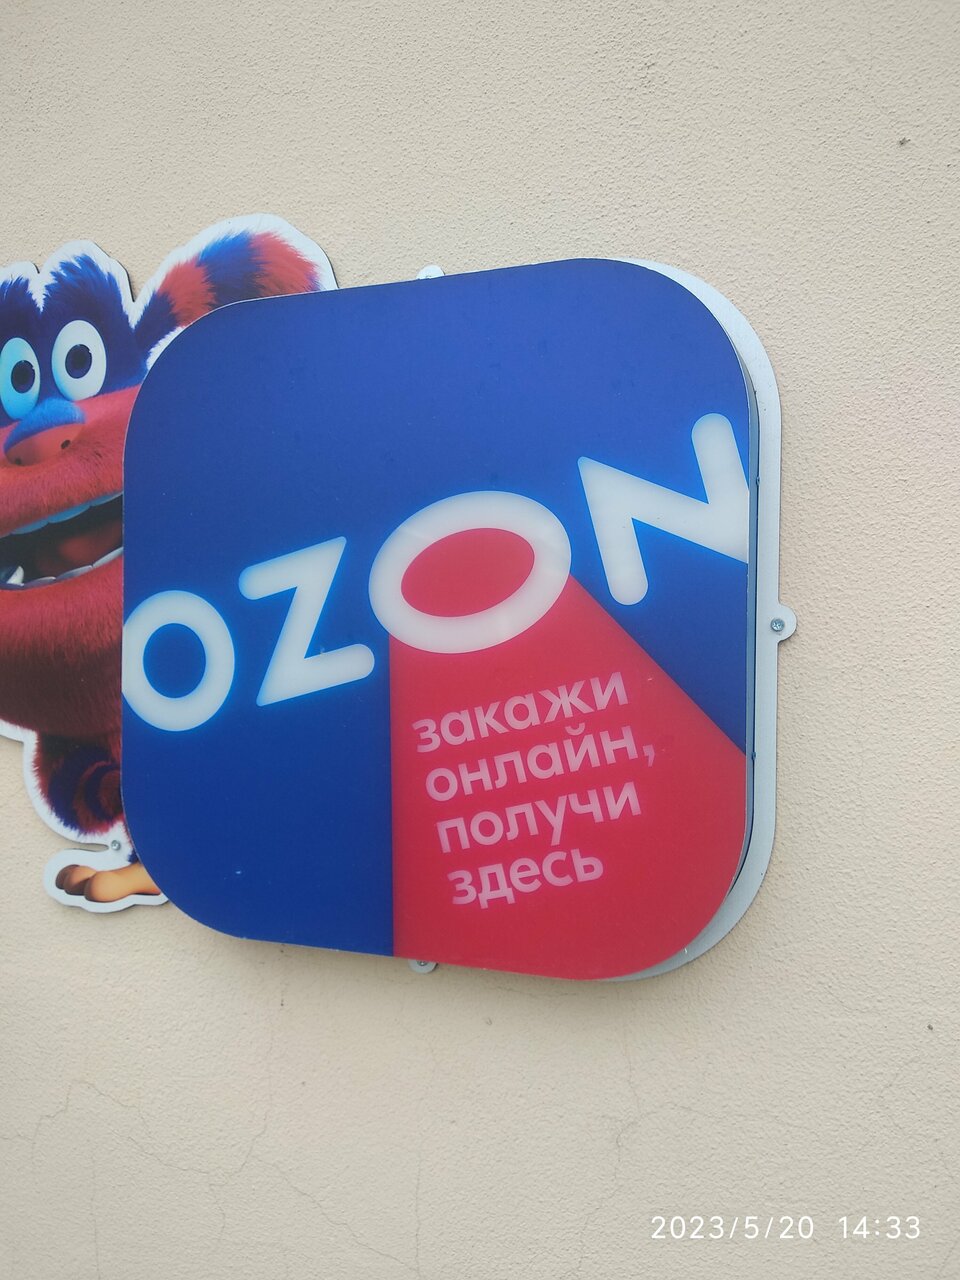 OZON
закажи
онлайн,
получи
здесь
2023/5/20 14:33